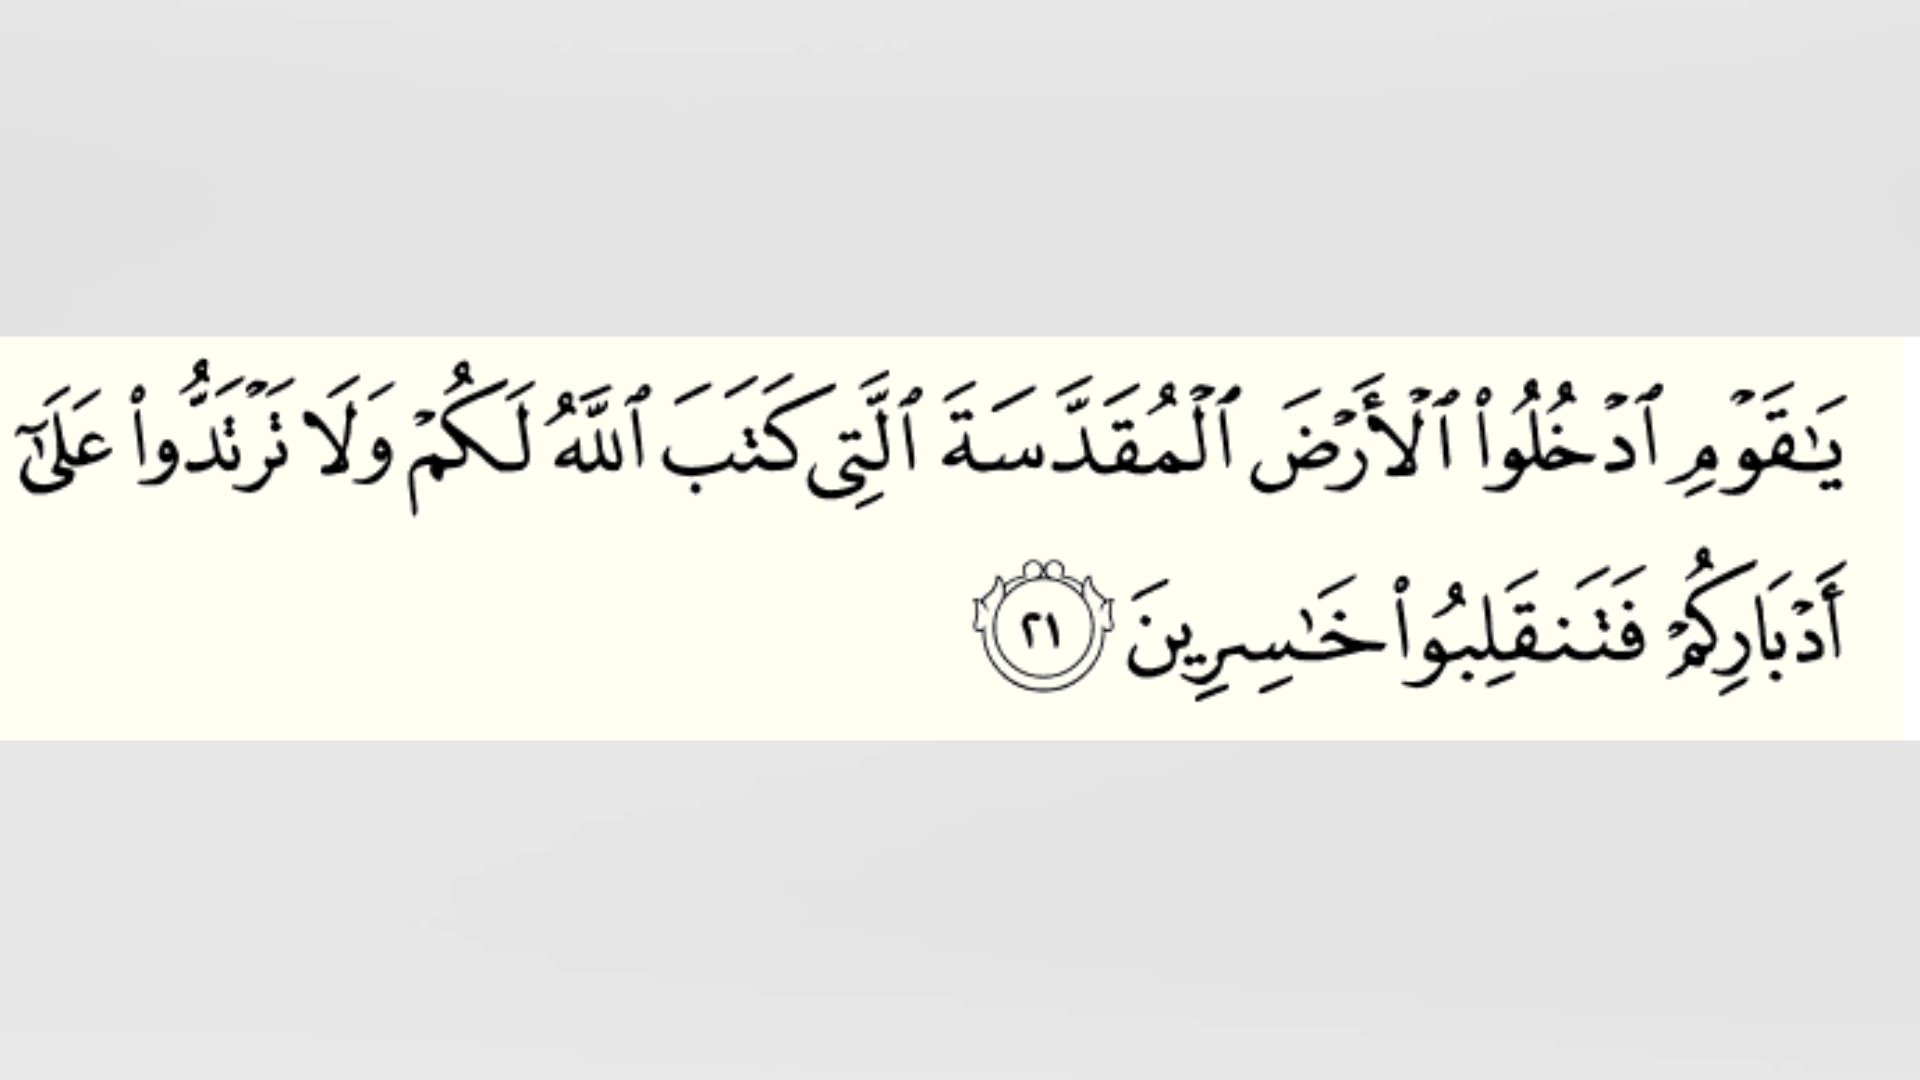 يَٰقَوْمِ ٱدْخُلُوا۟ ٱلْأَرْضَ ٱلْمُقَدَّسَةَ ٱلَّتِى كَتَبَ ٱللَّهُ لَكُمْ وَلَا تَرْتَدُّوا۟ عَلَىٰٓ
أَدْبَارِكُمْ فَتَنقَلِبُوا۟ خَٰسِرِينَ ٢١